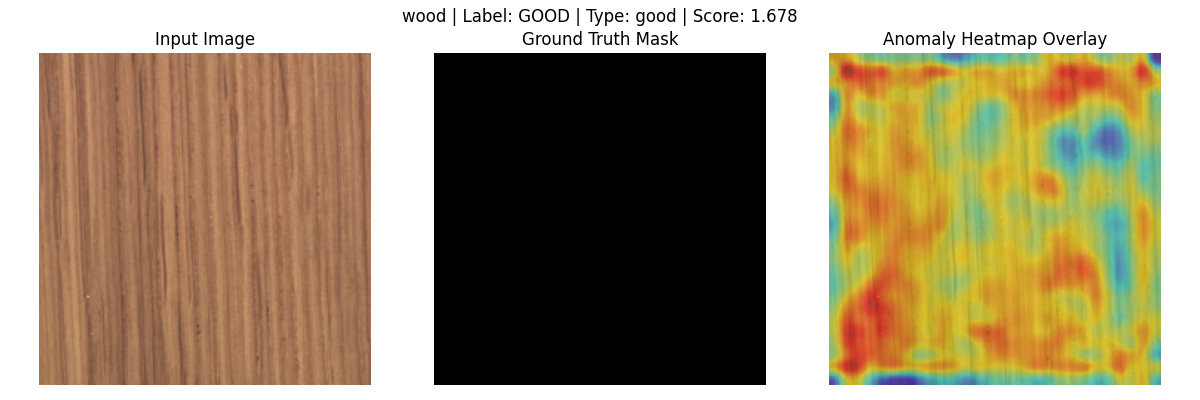 wood | Label: GOOD | Type: good | Score: 1.678
Input Image
Ground Truth Mask
Anomaly Heatmap Overlay